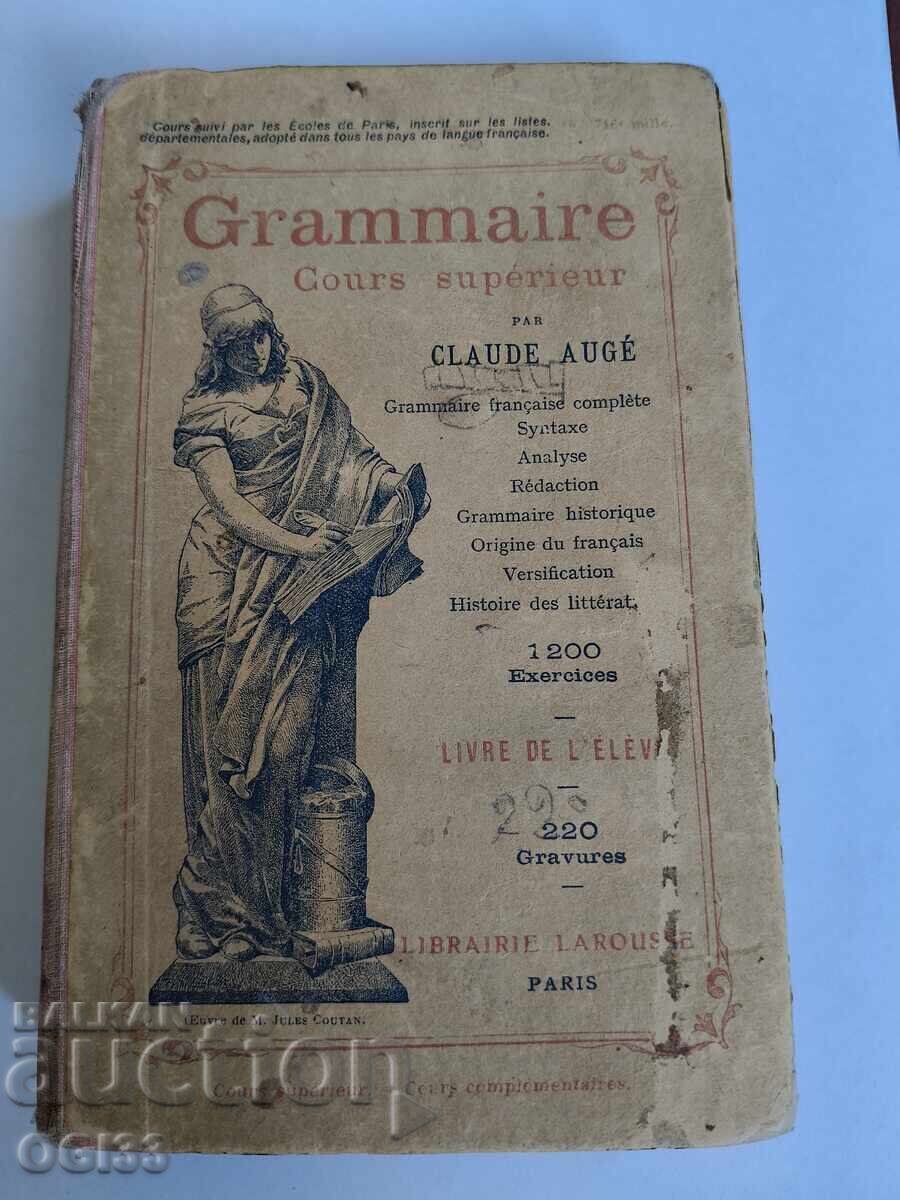 Cours suivi par les Écoles de Paris, inscrit sur les listes
départementales, adopté dans tous les pays de langue française.
mille.
Grammaire
Cours supérieur
PAR
CLAUDE AUGÉ
Grammaire française complète
Syntaxe
Analyse
Rédaction
Grammaire historique
Origine du français
Versification
Histoire des littérat.
1200
Exercices
LIVRE DE L'ÉLÈV
220
Gravures
LIBRAIRIE LAROUSSE
PARIS
Œuvre de M. JULES COUTAN.
Cours supérieur. Cours complémentaires.
BALKAN
auction
OGI33